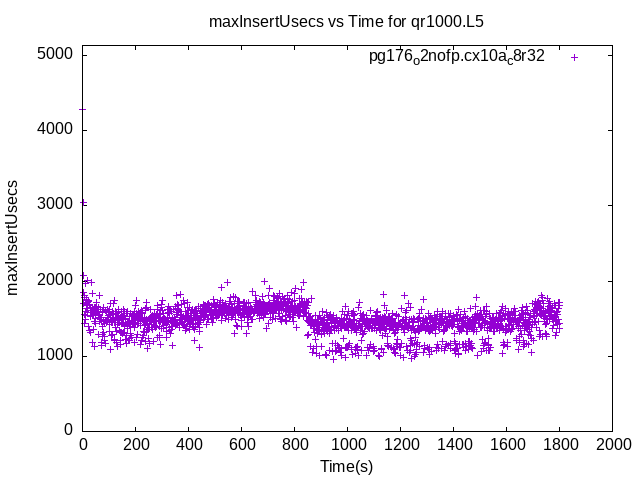 maxInsertUsecs vs Time for qr1000.L5
pg176o2nofp.cx10ac8r32
5000
4000
3000
2000
1000
0
maxInsertUsecs
0 200 400 600 800 1000 1200 1400 1600 1800 2000
Time(s)